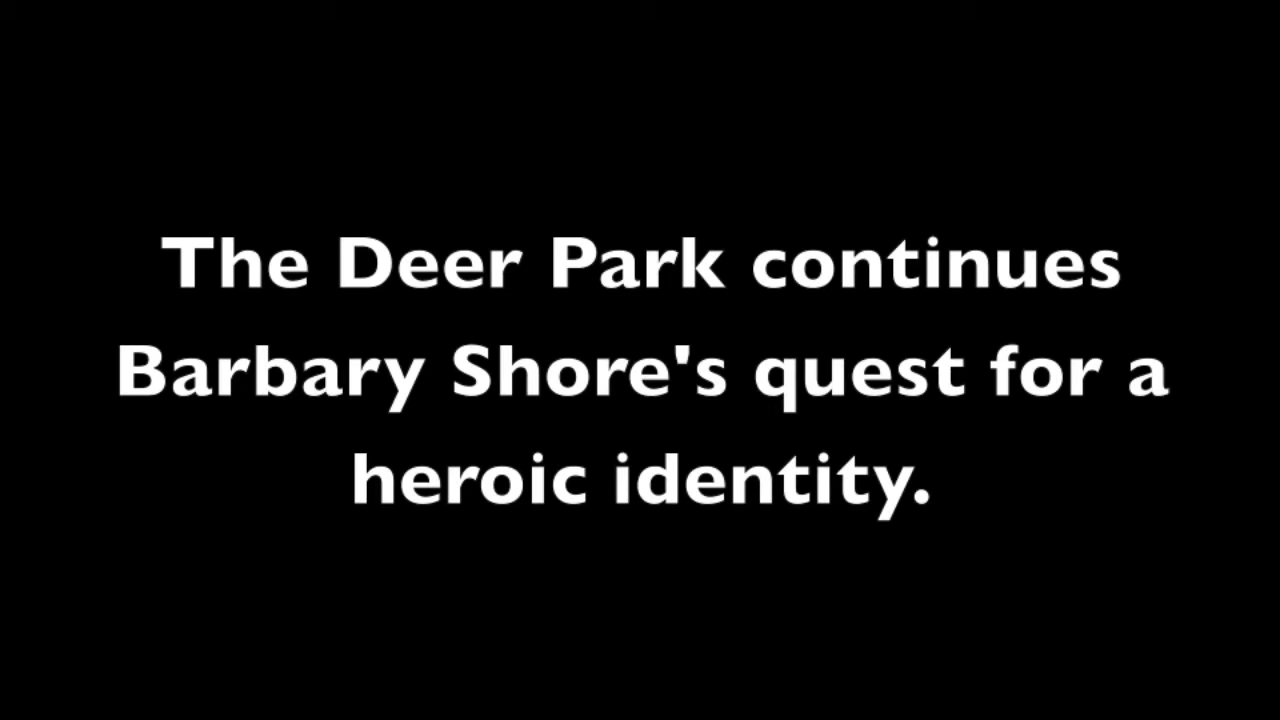 The Deer Park continues
Barbary Shore's quest for a
heroic identity.